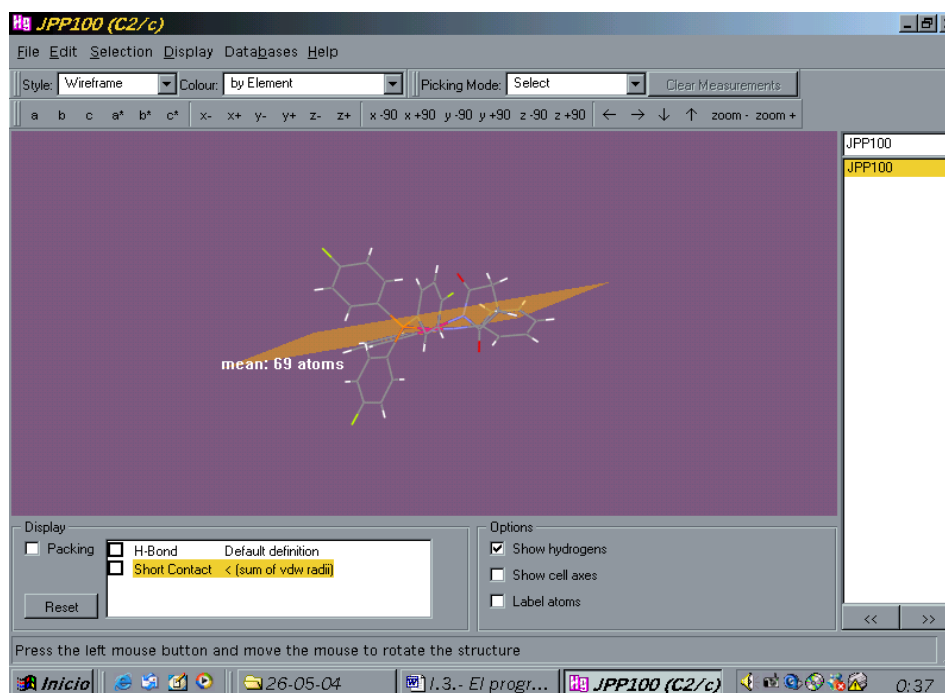 Hg JPP100 (C2/c)
File Edit Selection Display Databases Help
Style: Wireframe Colour: by Element Picking Mode: Select Clear Measurements
a b c a* b* c* x- x+ y- y+ z- z+ x -90 x +90 y -90 y +90 z -90 z +90 ← → ↓ ↑ zoom - zoom +
JPP100
JPP100
mean: 69 atoms
Display
Packing
H-Bond Default definition
Short Contact < (sum of vdw radii)
Reset
Options
Show hydrogens
Show cell axes
Label atoms
<< >>
Press the left mouse button and move the mouse to rotate the structure
Inicio 26-05-04 I.3.- El progr... Hg JPP100 (C2/c) 0:37